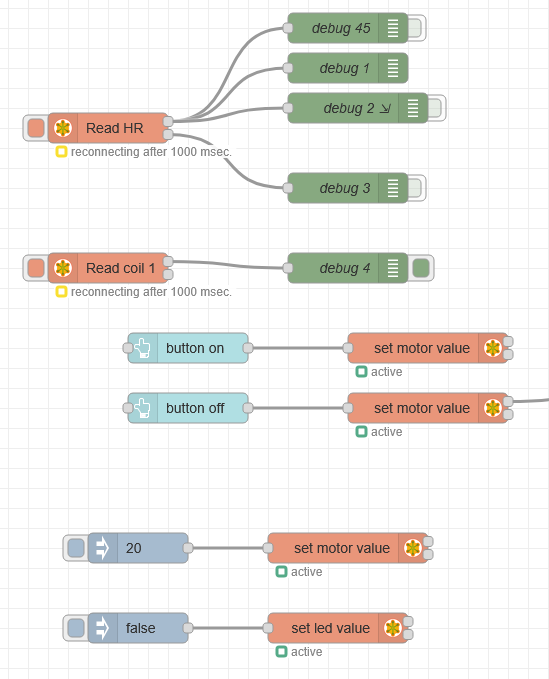 debug 45
debug 1
debug 2
Read HR
reconnecting after 1000 msec.
debug 3
Read coil 1
debug 4
reconnecting after 1000 msec.
button on
set motor value
active
button off
set motor value
active
20
set motor value
active
false
set led value
active